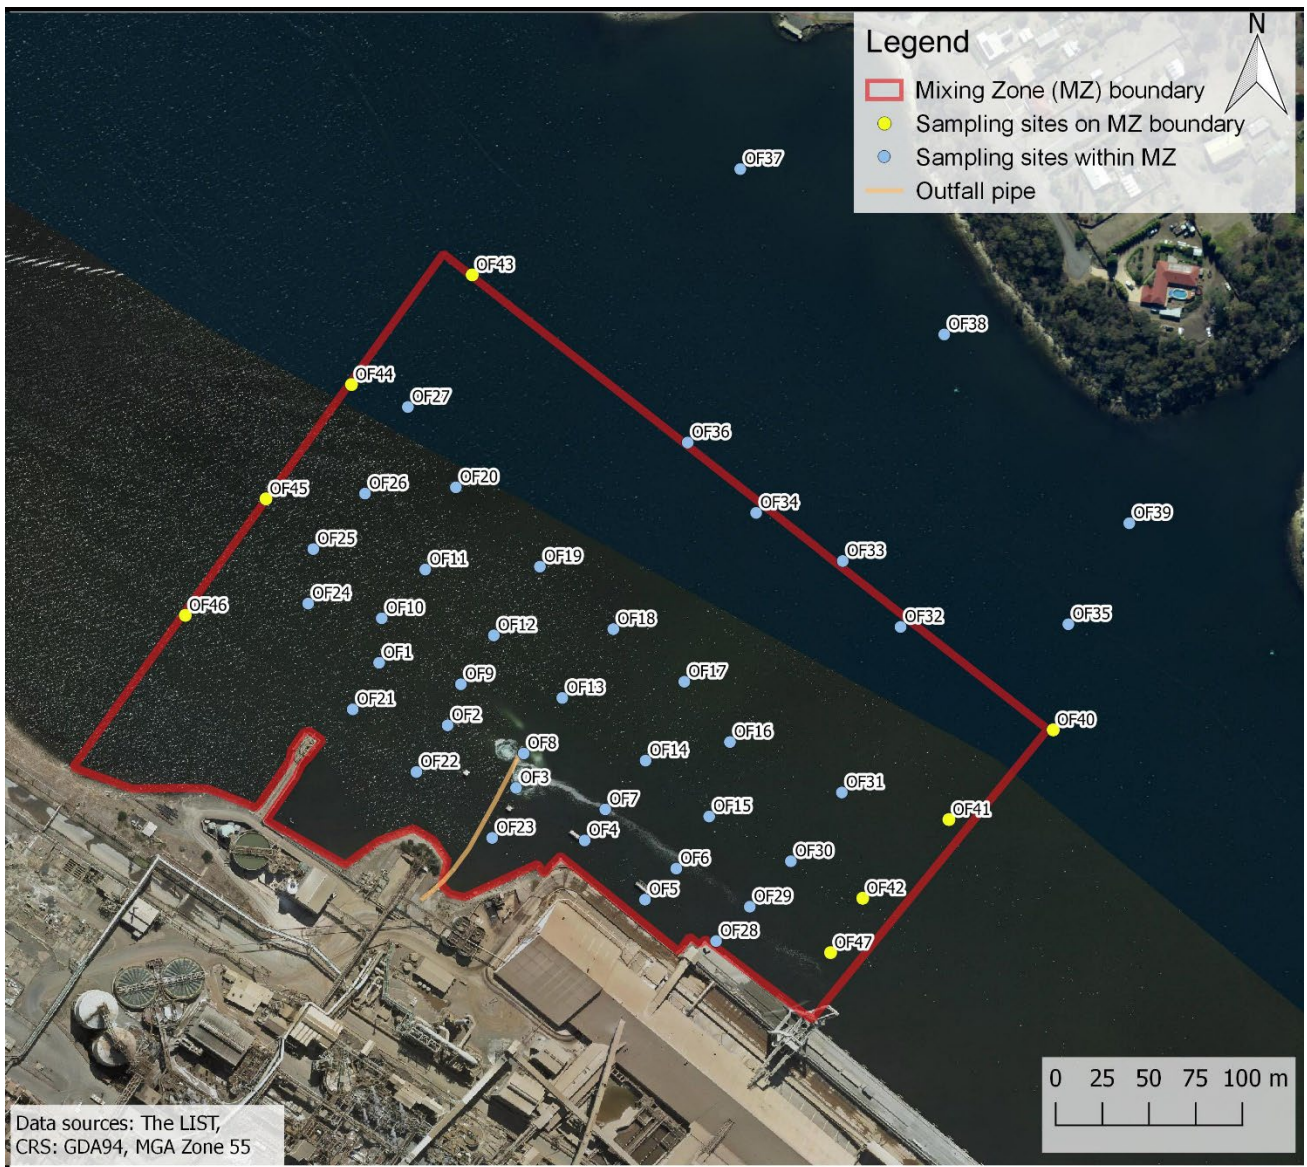 Legend
N
Mixing Zone (MZ) boundary
Sampling sites on MZ boundary
Sampling sites within MZ
Outfall pipe
OF37
OF43
OF38
OF44
OF27
OF36
OF20
OF26
OF45
OF34
OF39
OF25
OF11
OF19
OF33
OF24
OF46
OF10
OF12
OF18
OF32
OF35
OF1
OF9
OF17
OF13
OF21
OF2
OF40
OF16
OF8
OF14
OF22
OF3
OF31
OF7
OF15
OF41
OF23
OF4
OF30
OF6
OF5
OF42
OF29
OF28
OF47
0 25 50 75 100 m
Data sources: The LIST,
CRS: GDA94, MGA Zone 55